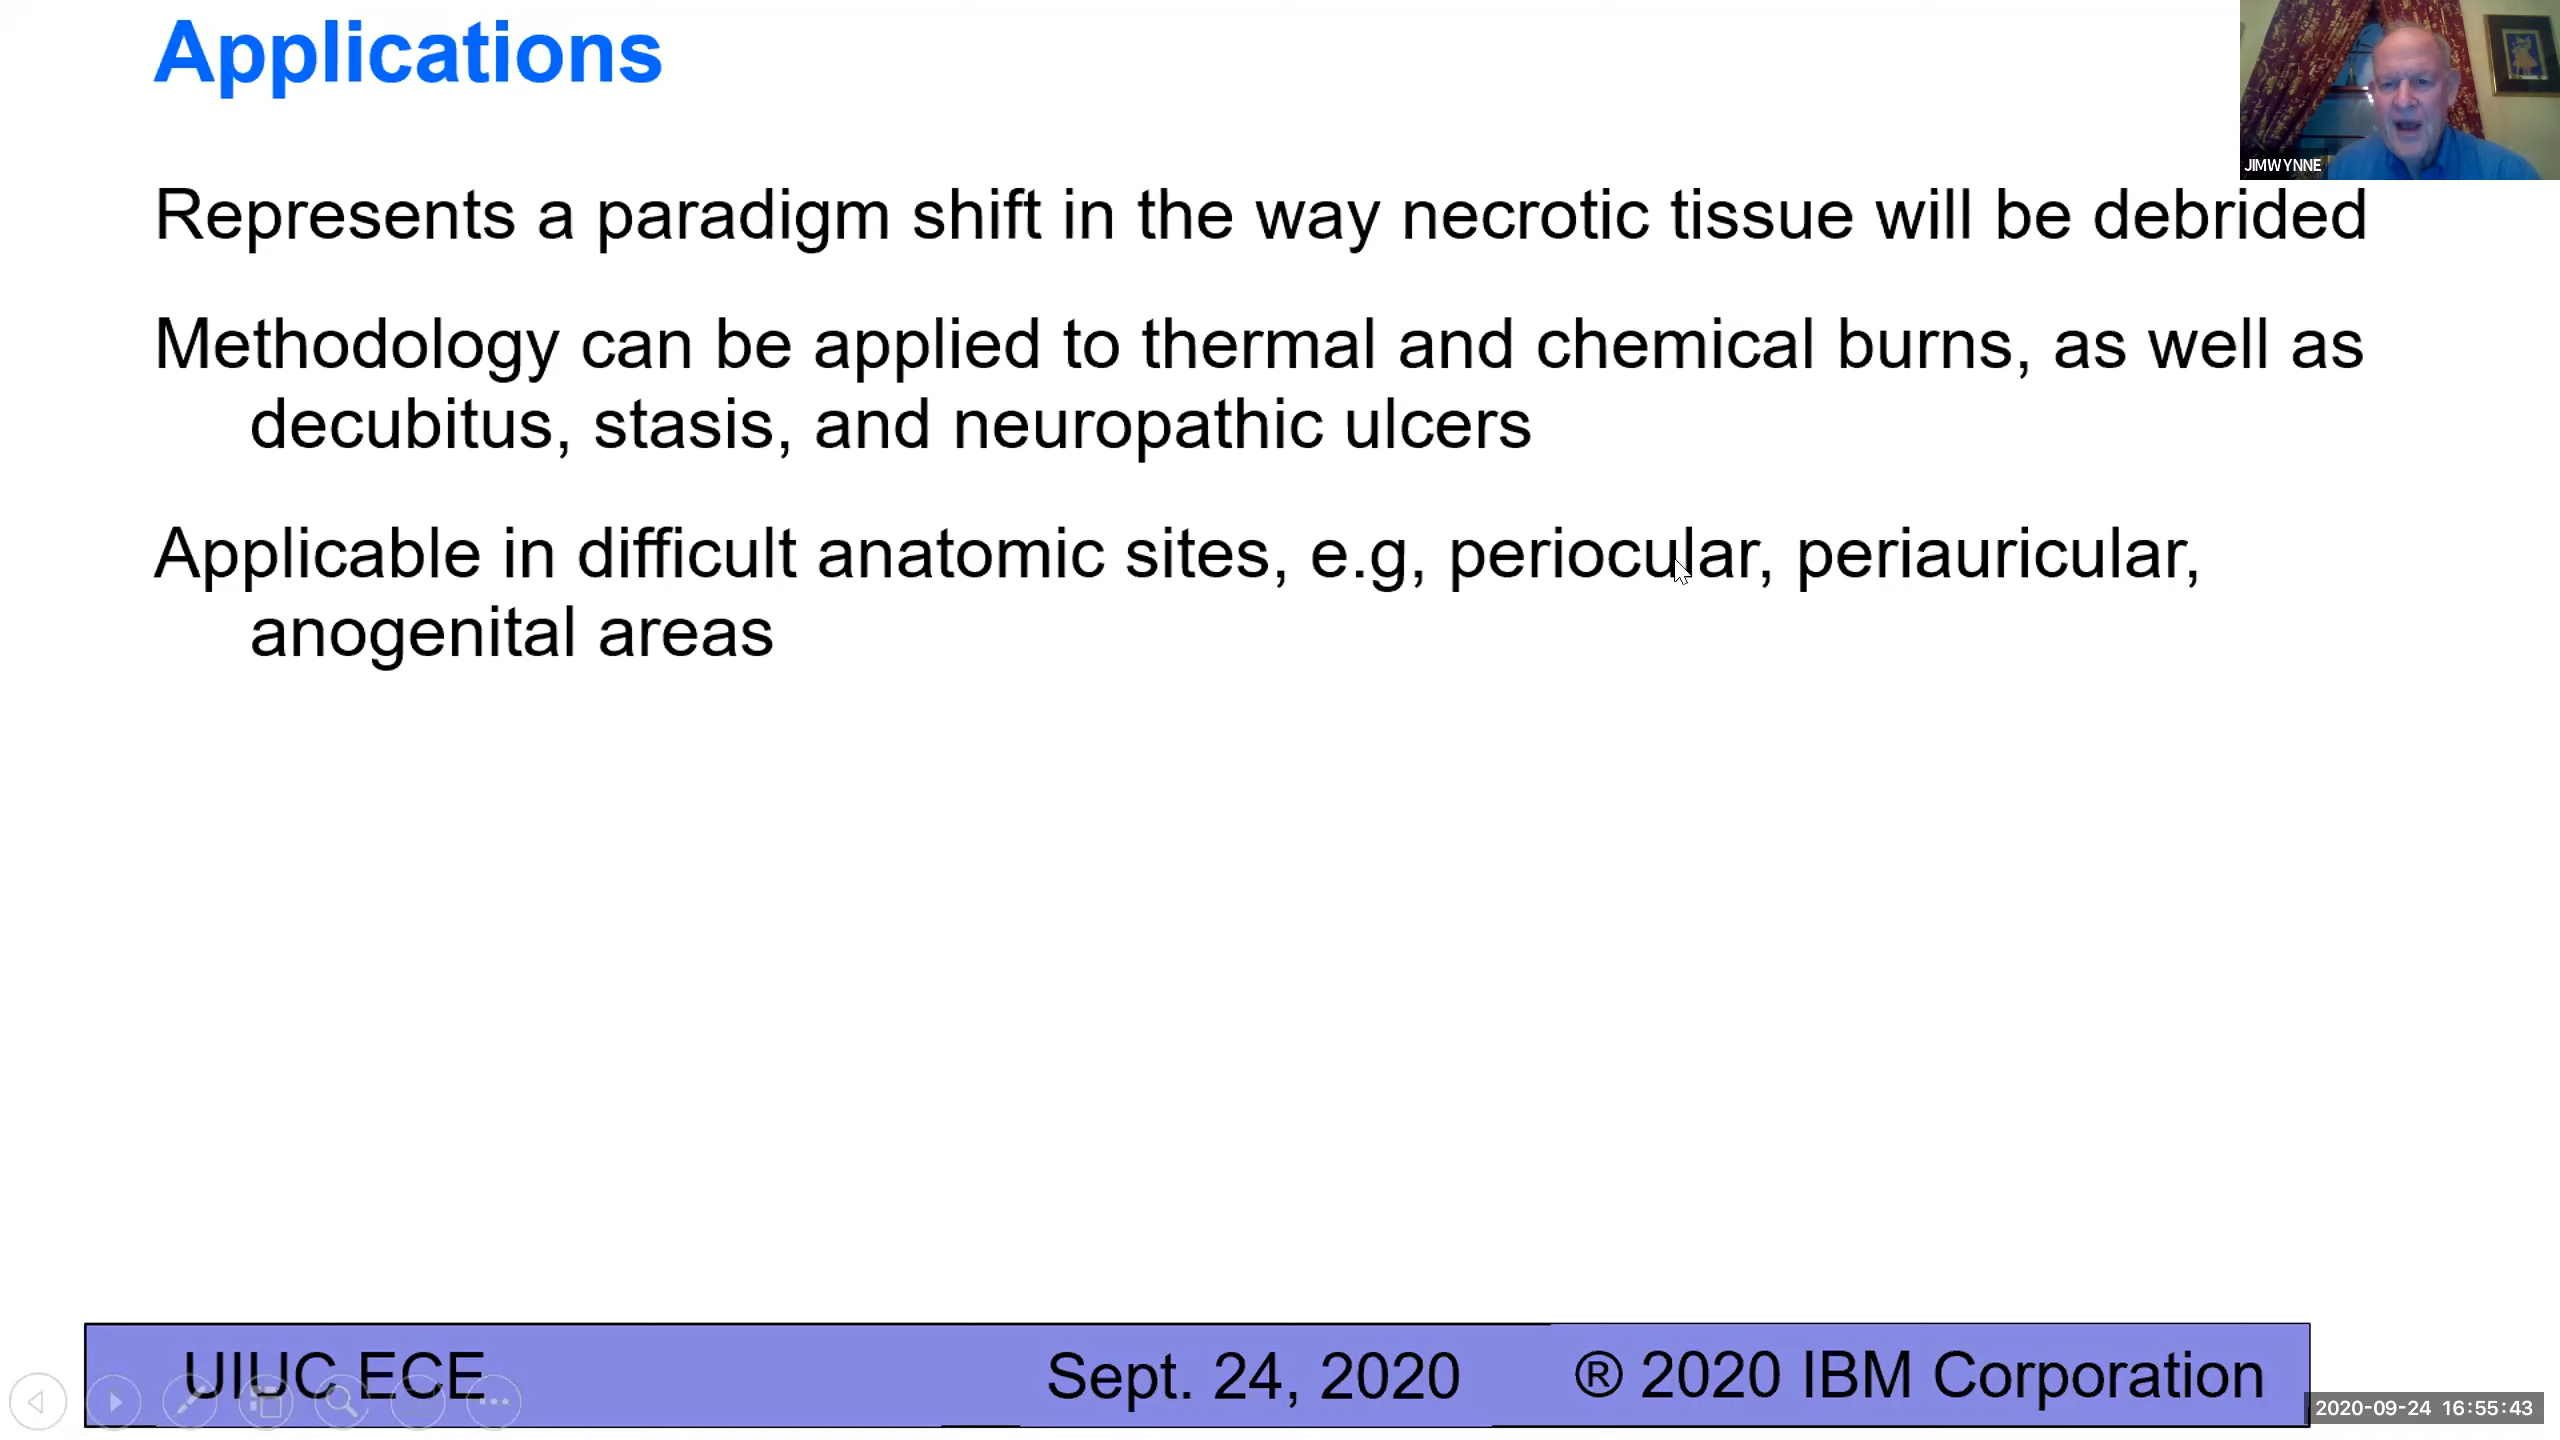 Applications
JIMWYNNE
Represents a paradigm shift in the way necrotic tissue will be debrided
Methodology can be applied to thermal and chemical burns, as well as
decubitus, stasis, and neuropathic ulcers
Applicable in difficult anatomic sites, e.g, periocular, periauricular,
anogenital areas
UIUC ECE
Sept. 24, 2020
® 2020 IBM Corporation
2020-09-24 16:55:43